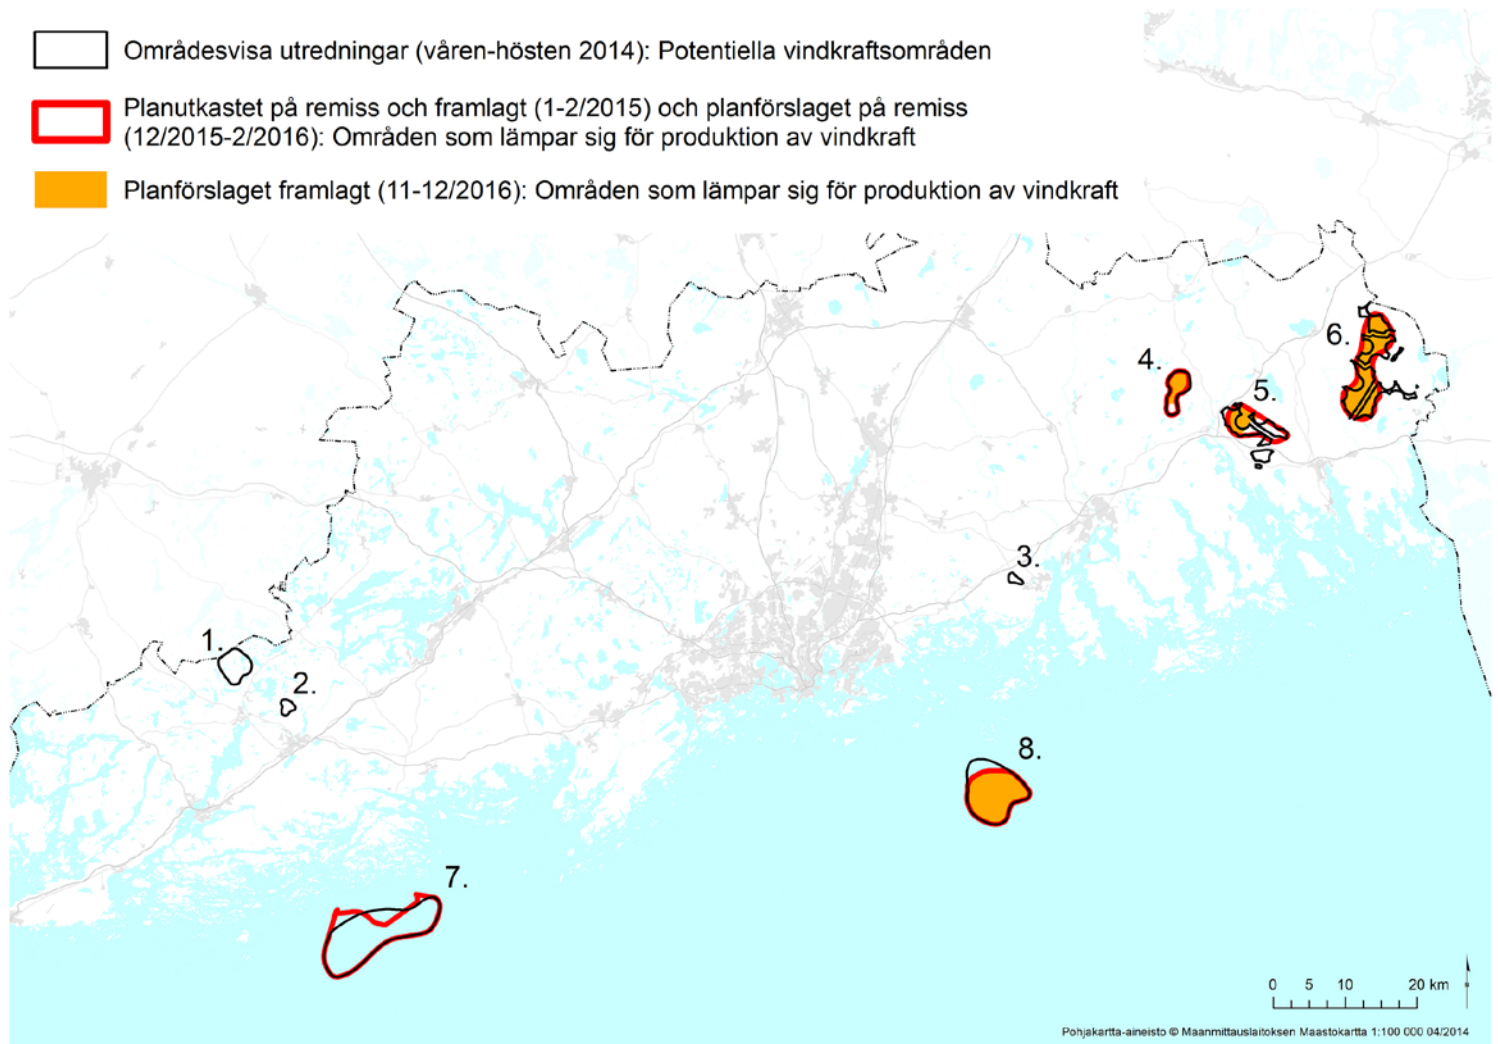 Områdesvisa utredningar (våren-hösten 2014): Potentiella vindkraftsområden
Planutkastet på remiss och framlagt (1-2/2015) och planförslaget på remiss
(12/2015-2/2016): Områden som lämpar sig för produktion av vindkraft
Planförslaget framlagt (11-12/2016): Områden som lämpar sig för produktion av vindkraft
6.
4.
5.
3.
1.
2.
8.
7.
0 5 10 20 km
Pohjakartta-aineisto © Maanmittauslaitoksen Maastokartta 1:100 000 04/2014